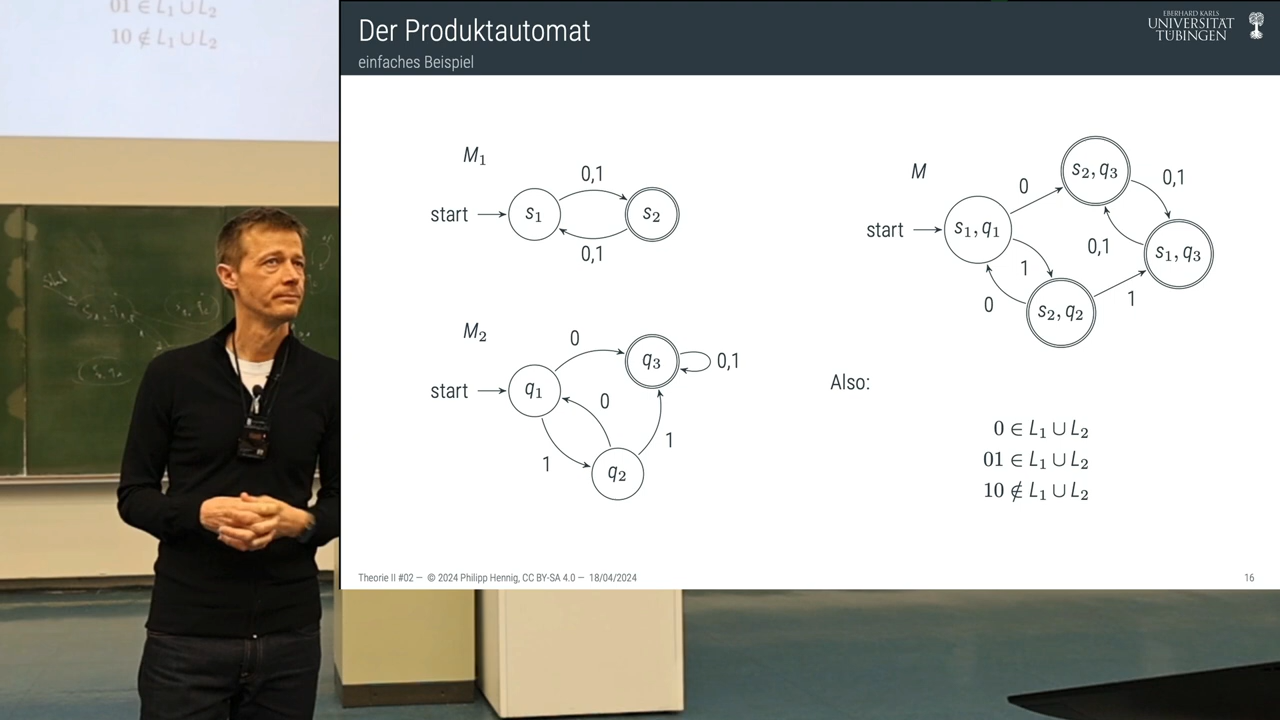 01 ∈ L₁ ∪ L₂
10 ∉ L₁ ∪ L₂
Der Produktautomat
einfaches Beispiel
EBERHARD KARLS
UNIVERSITÄT
TÜBINGEN
M₁
0,1
start
s₁
s₂
0,1
M₂
0
q₃
0,1
start
q₁
0
1
1
q₂
M
s₂, q₃
0
0,1
start
s₁, q₁
0,1
s₁, q₃
1
0
s₂, q₂
1
Also:
0 ∈ L₁ ∪ L₂
01 ∈ L₁ ∪ L₂
10 ∉ L₁ ∪ L₂
Theorie II #02 — © 2024 Philipp Hennig, CC BY-SA 4.0 — 18/04/2024
16